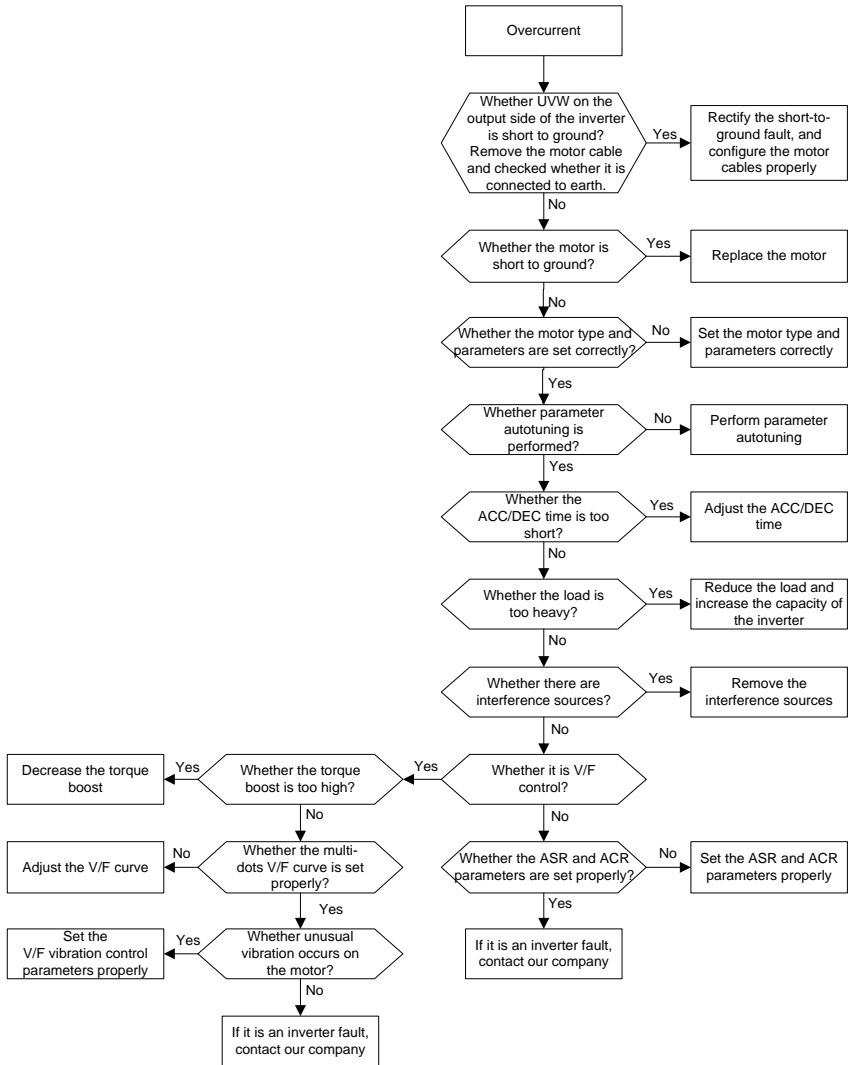 Overcurrent
Whether UVW on the
output side of the inverter
is short to ground?
Remove the motor cable
and checked whether it is
connected to earth.
Yes
Rectify the short-to-
ground fault, and
configure the motor
cables properly
No
Whether the motor is
short to ground?
Yes
Replace the motor
No
Whether the motor type and
parameters are set correctly?
No
Set the motor type and
parameters correctly
Yes
Whether parameter
autotuning is
performed?
No
Perform parameter
autotuning
Yes
Whether the
ACC/DEC time is too
short?
Yes
Adjust the ACC/DEC
time
No
Whether the load is
too heavy?
Yes
Reduce the load and
increase the capacity of
the inverter
No
Whether there are
interference sources?
Yes
Remove the
interference sources
No
Whether it is V/F
control?
Yes
Whether the torque
boost is too high?
Yes
Decrease the torque
boost
No
No
Whether the multi-
dots V/F curve is set
properly?
No
Adjust the V/F curve
Whether the ASR and ACR
parameters are set properly?
No
Set the ASR and ACR
parameters properly
Yes
Yes
Whether unusual
vibration occurs on
the motor?
Yes
Set the
V/F vibration control
parameters properly
If it is an inverter fault,
contact our company
No
If it is an inverter fault,
contact our company